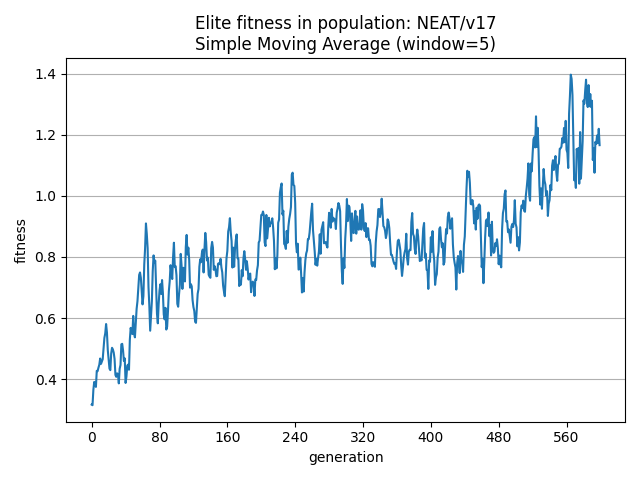 Elite fitness in population: NEAT/v17
Simple Moving Average (window=5)
1.4
1.2
1.0
0.8
0.6
0.4
fitness
0 80 160 240 320 400 480 560
generation